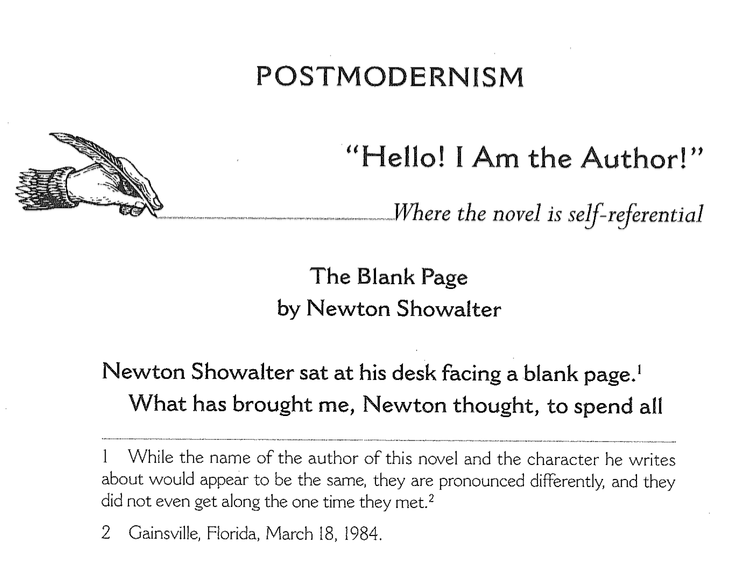 POSTMODERNISM
“Hello! I Am the Author!”
Where the novel is self-referential
The Blank Page
by Newton Showalter
Newton Showalter sat at his desk facing a blank page.¹
What has brought me, Newton thought, to spend all
1 While the name of the author of this novel and the character he writes
about would appear to be the same, they are pronounced differently, and they
did not even get along the one time they met.²
2 Gainsville, Florida, March 18, 1984.